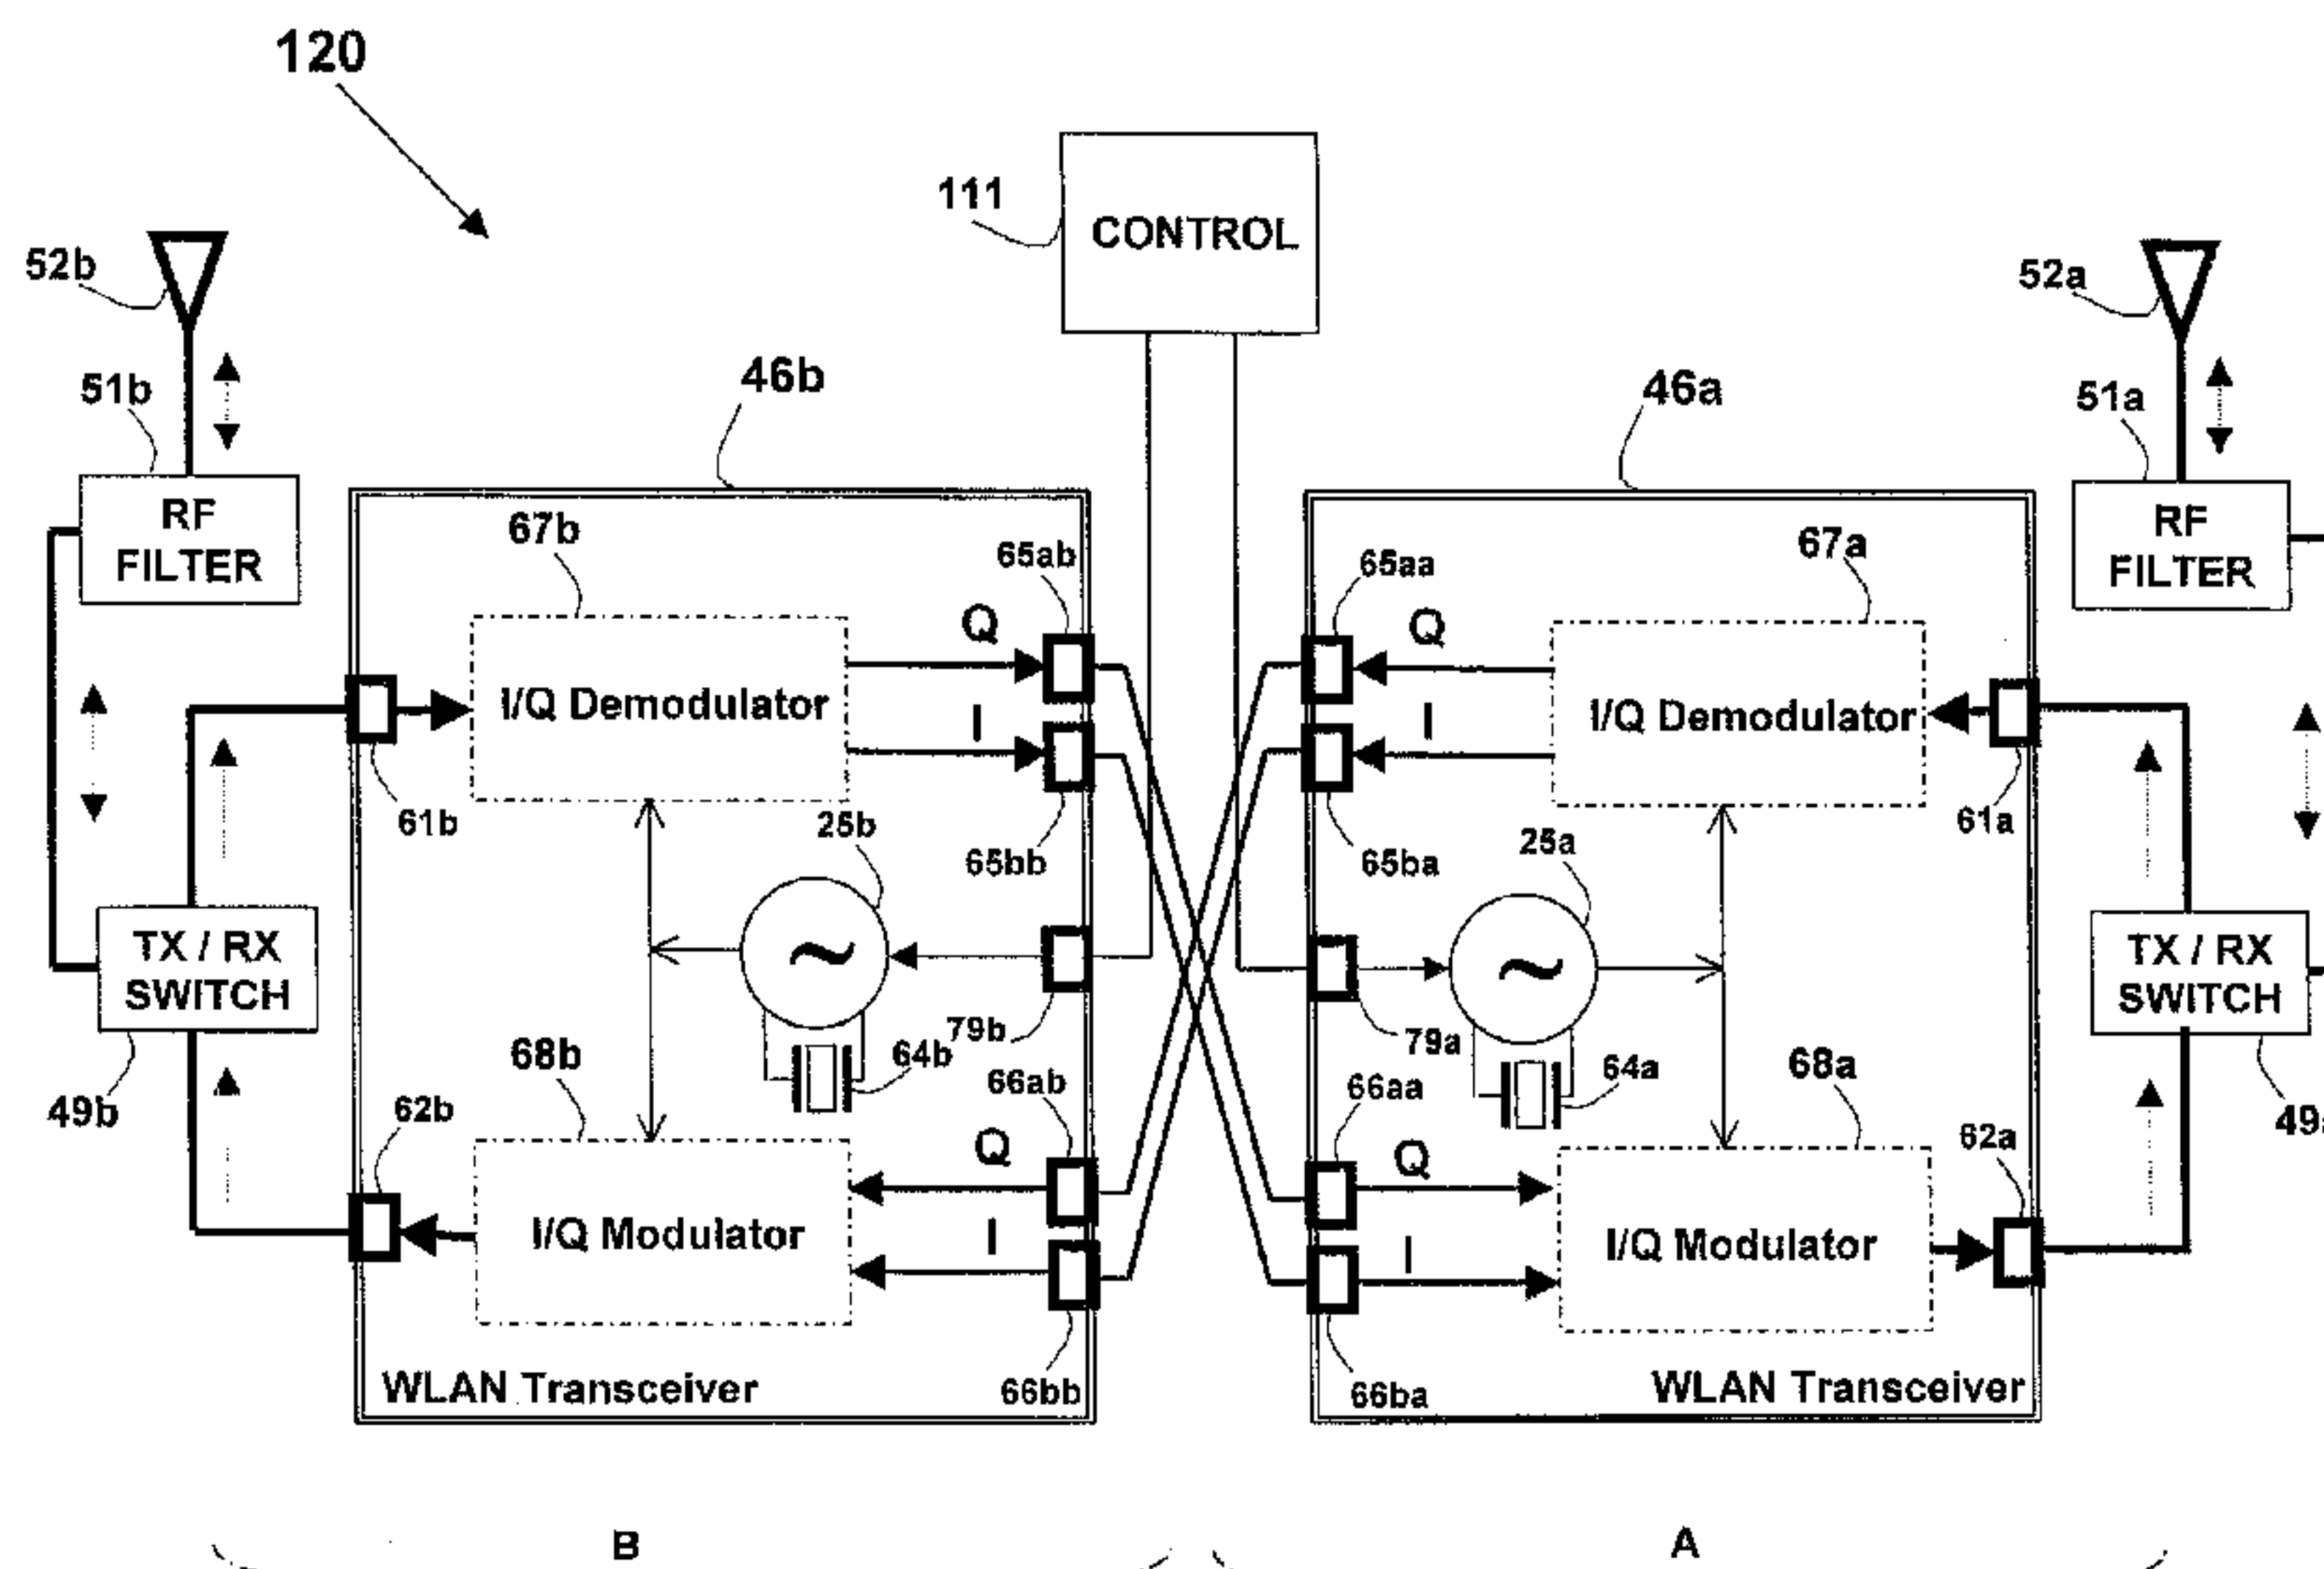 120
111
CONTROL
52b
52a
51b
46b
46a
51a
RF
FILTER
RF
FILTER
67b
65ab
65aa
67a
Q
Q
I/Q Demodulator
I/Q Demodulator
I
I
61b
25b
65bb
65ba
25a
61a
TX / RX
SWITCH
~
~
TX / RX
SWITCH
79b
79a
49b
68b
64b
66ab
66aa
64a
68a
49
62b
62a
Q
Q
I/Q Modulator
I/Q Modulator
I
I
WLAN Transceiver
66bb
66ba
WLAN Transceiver
B
A